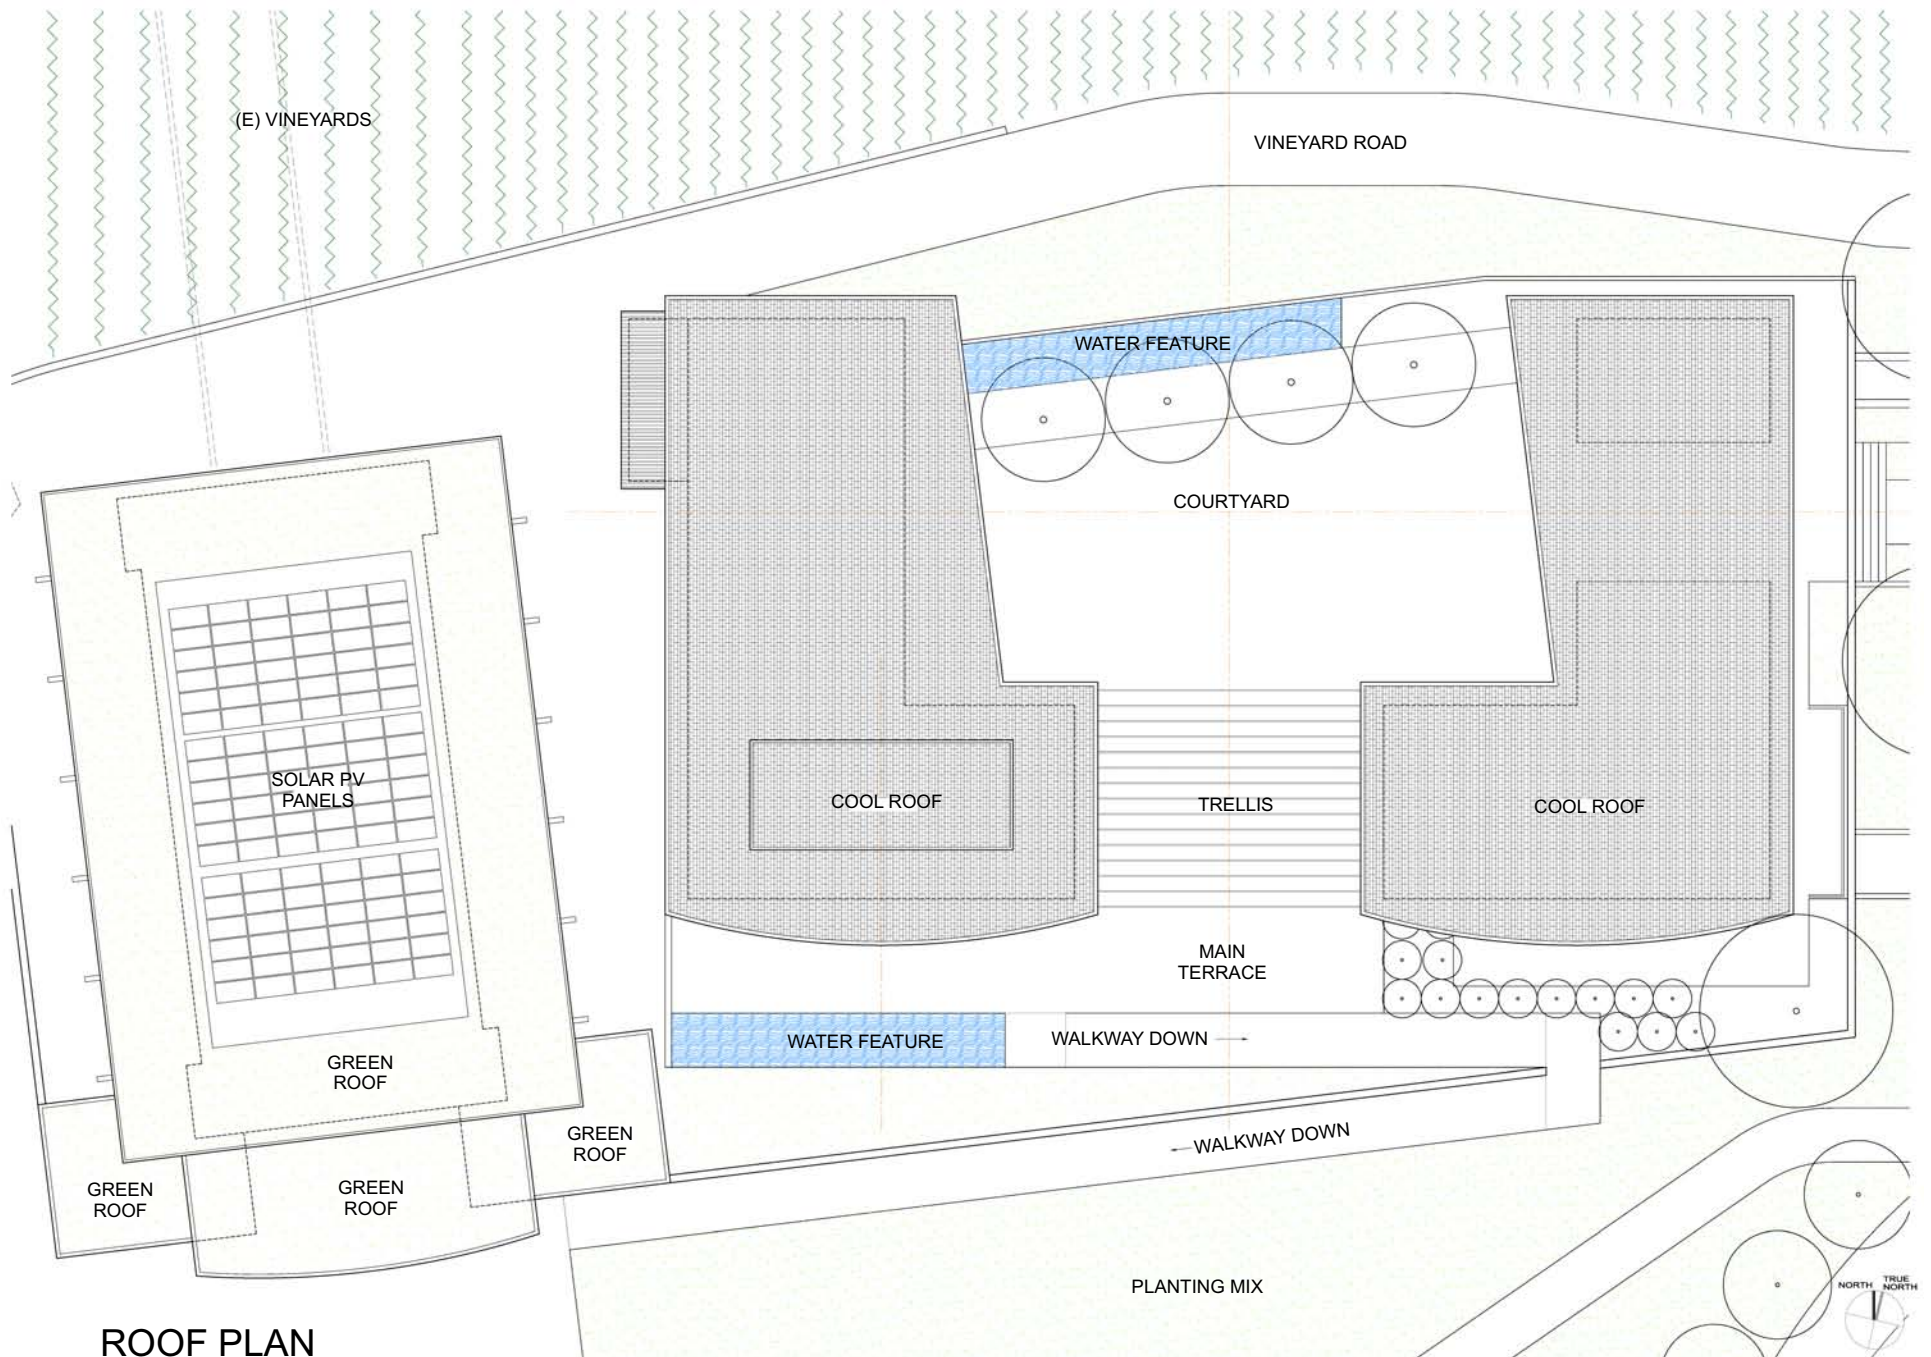 (E) VINEYARDS
VINEYARD ROAD
WATER FEATURE
COURTYARD
SOLAR PV
PANELS
COOL ROOF
TRELLIS
COOL ROOF
MAIN
TERRACE
WATER FEATURE
WALKWAY DOWN
GREEN
ROOF
GREEN
ROOF
WALKWAY DOWN
GREEN
ROOF
GREEN
ROOF
PLANTING MIX
NORTH
TRUE
NORTH
ROOF PLAN